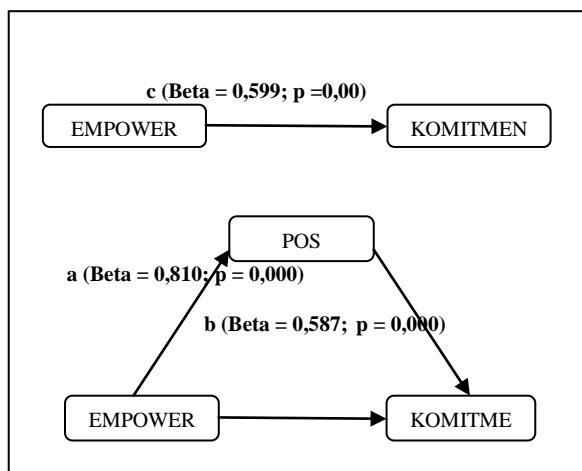 c (Beta = 0,599; p =0,00)
EMPOWER
KOMITMEN
POS
a (Beta = 0,810; p = 0,000)
b (Beta = 0,587; p = 0,000)
EMPOWER
KOMITME